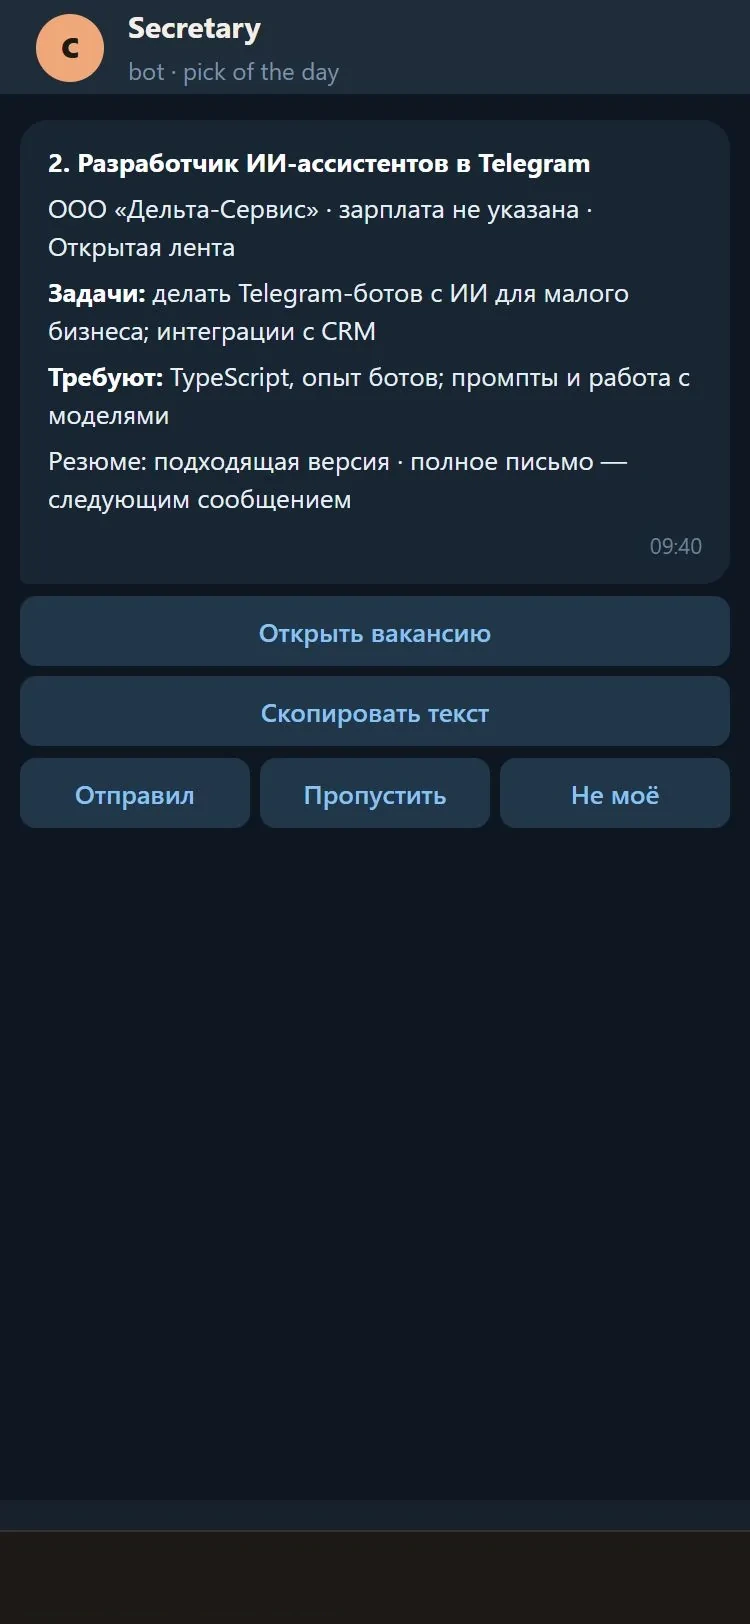 C
Secretary
bot · pick of the day
2. Разработчик ИИ-ассистентов в Telegram
ООО «Дельта-Сервис» · зарплата не указана ·
Открытая лента
Задачи: делать Telegram-ботов с ИИ для малого
бизнеса; интеграции с CRM
Требуют: TypeScript, опыт ботов; промпты и работа с
моделями
Резюме: подходящая версия · полное письмо —
следующим сообщением
09:40
Открыть вакансию
Скопировать текст
Отправил
Пропустить
Не моё